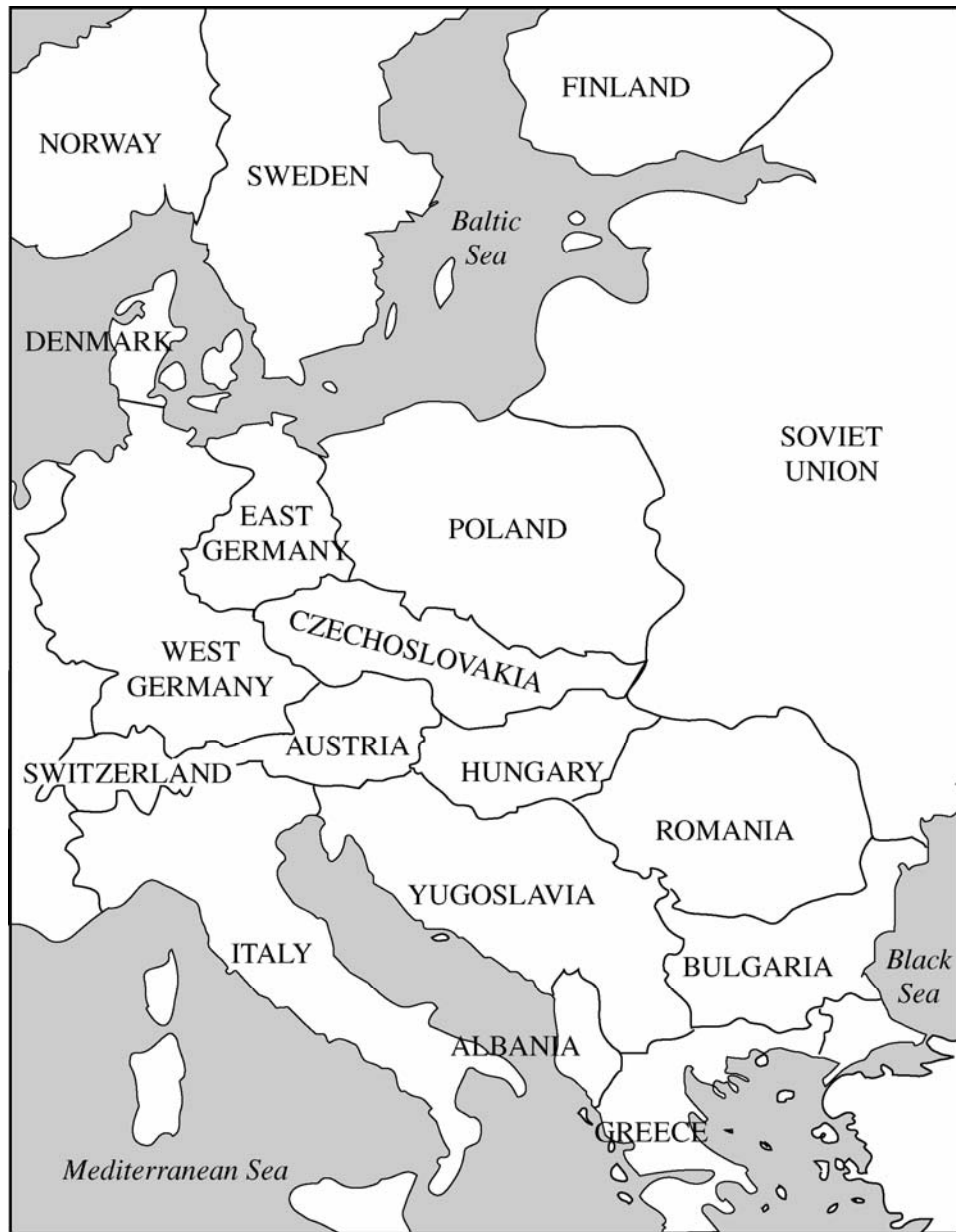 FINLAND
NORWAY
SWEDEN
Baltic
Sea
DENMARK
SOVIET
UNION
EAST
GERMANY
POLAND
CZECHOSLOVAKIA
WEST
GERMANY
AUSTRIA
SWITZERLAND
HUNGARY
ROMANIA
YUGOSLAVIA
ITALY
BULGARIA
Black
Sea
ALBANIA
GREECE
Mediterranean Sea